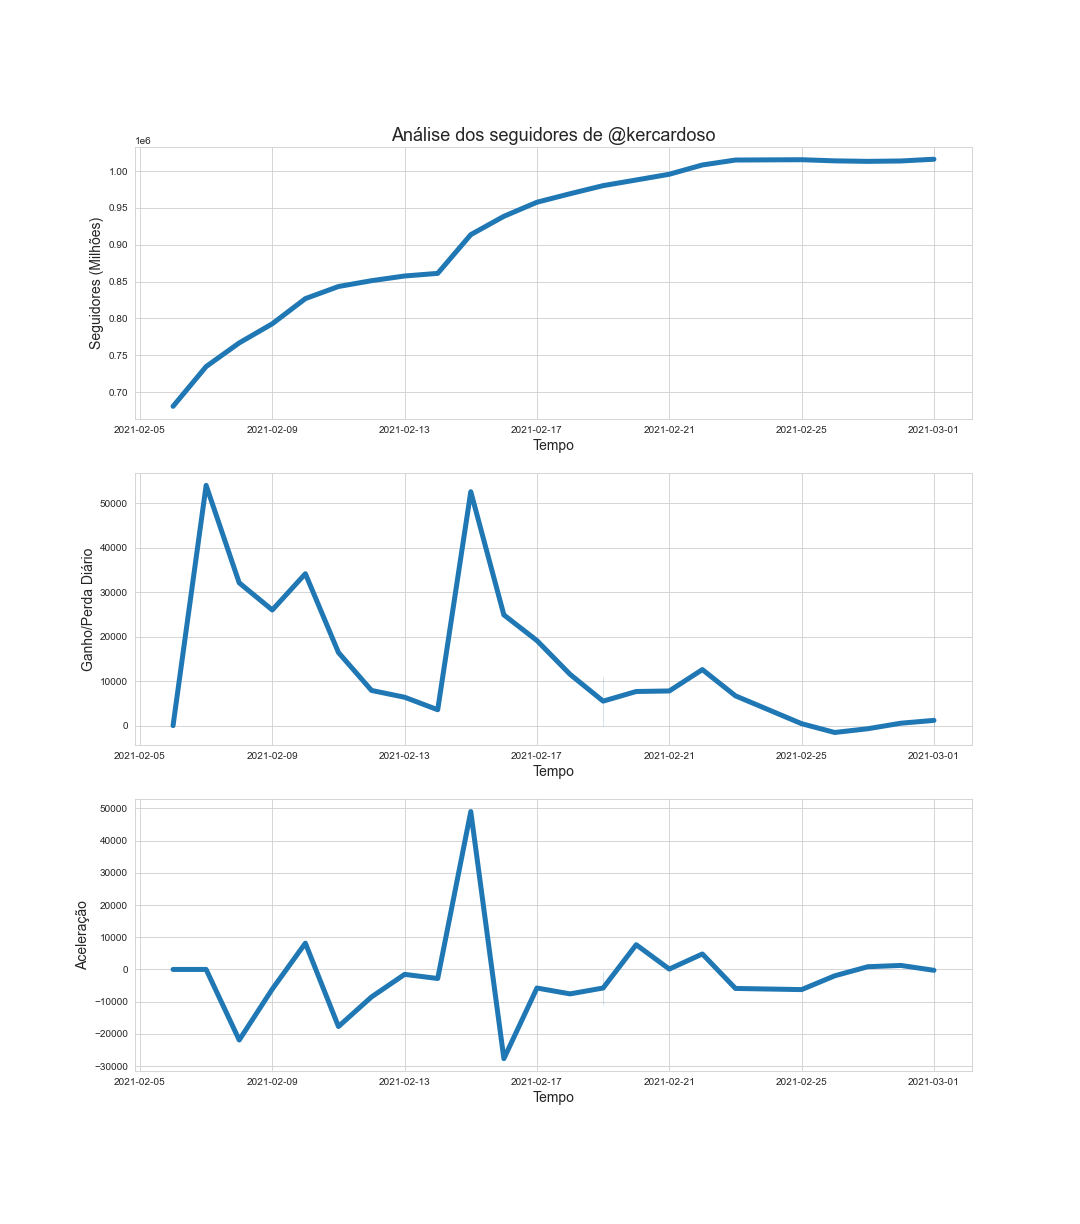 Análise dos seguidores de @kercardoso
1e6
1.00
0.95
0.90
0.85
0.80
0.75
0.70
Seguidores (Milhões)
2021-02-05 2021-02-09 2021-02-13 2021-02-17 2021-02-21 2021-02-25 2021-03-01
Tempo
50000
40000
30000
20000
10000
0
Ganho/Perda Diário
2021-02-05 2021-02-09 2021-02-13 2021-02-17 2021-02-21 2021-02-25 2021-03-01
Tempo
50000
40000
30000
20000
10000
0
−10000
−20000
−30000
Aceleração
2021-02-05 2021-02-09 2021-02-13 2021-02-17 2021-02-21 2021-02-25 2021-03-01
Tempo